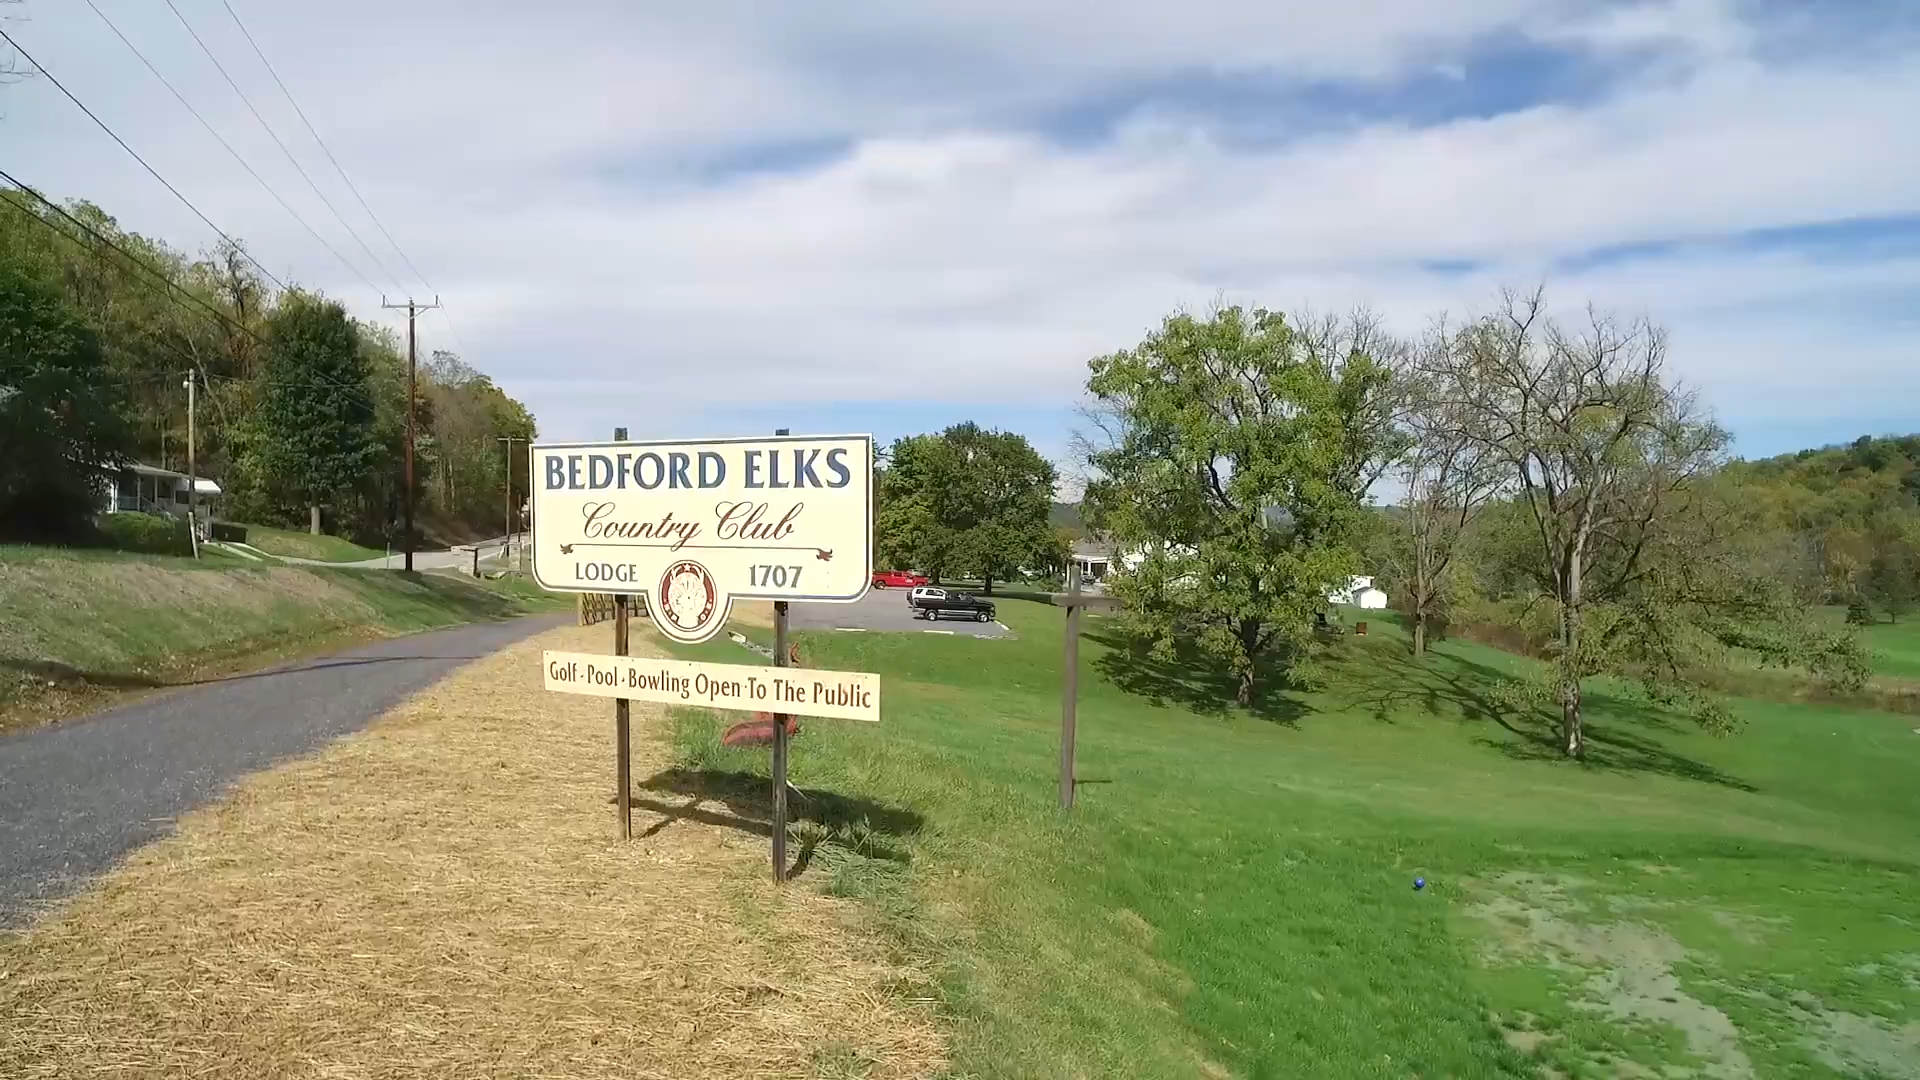 BEDFORD ELKS
Country Club
LODGE 1707
Golf · Pool · Bowling Open To The Public